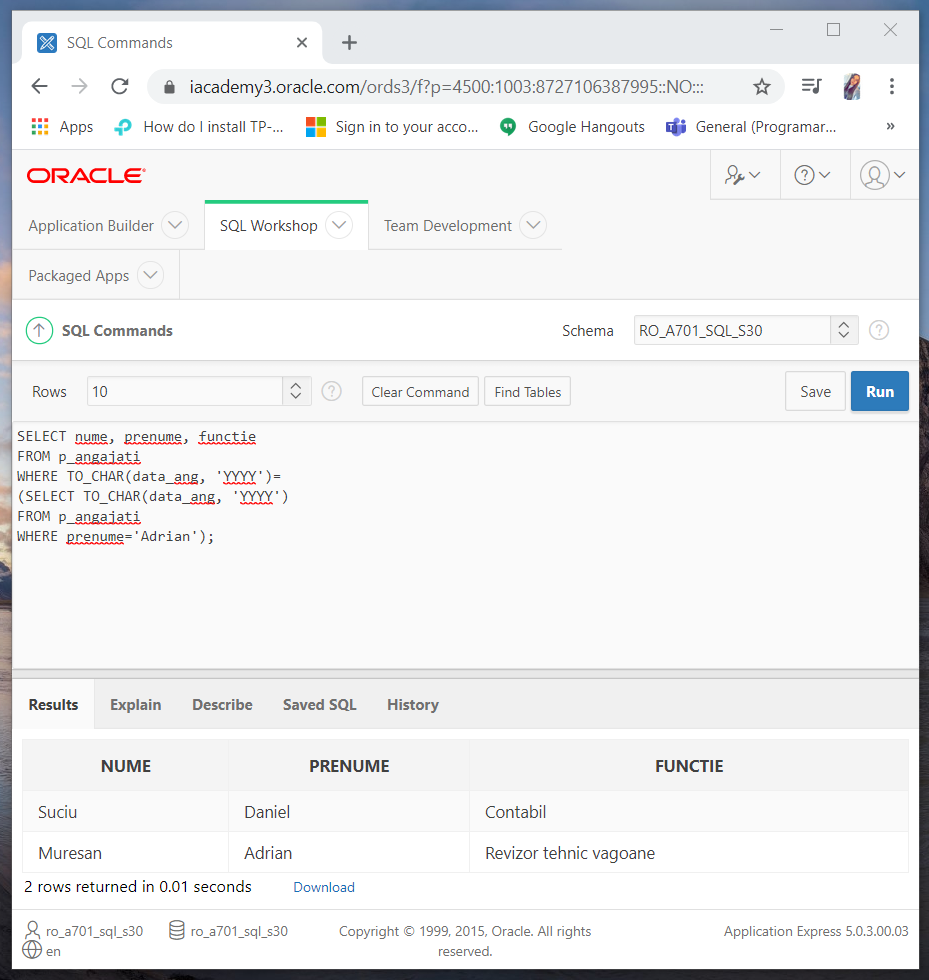 SQL Commands
iacademy3.oracle.com/ords3/f?p=4500:1003:8727106387995::NO:::
Apps How do I install TP-... Sign in to your acco... Google Hangouts General (Programar... »
ORACLE
Application Builder SQL Workshop Team Development
Packaged Apps
SQL Commands Schema RO_A701_SQL_S30
Rows 10 Clear Command Find Tables Save Run
SELECT nume, prenume, functie
FROM p_angajati
WHERE TO_CHAR(data_ang, 'YYYY')=
(SELECT TO_CHAR(data_ang, 'YYYY')
FROM p_angajati
WHERE prenume='Adrian');
Results Explain Describe Saved SQL History
NUME PRENUME FUNCTIE
Suciu Daniel Contabil
Muresan Adrian Revizor tehnic vagoane
2 rows returned in 0.01 seconds Download
ro_a701_sql_s30 ro_a701_sql_s30 Copyright © 1999, 2015, Oracle. All rights Application Express 5.0.3.00.03
en reserved.